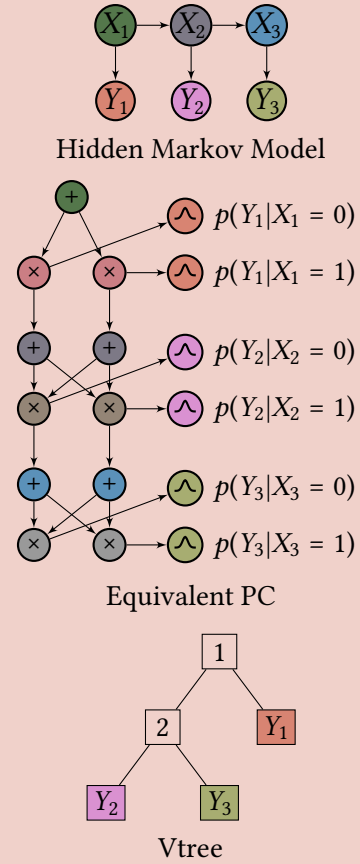 X₁ X₂ X₃
Y₁ Y₂ Y₃
Hidden Markov Model
+ p(Y₁|X₁ = 0)
× × p(Y₁|X₁ = 1)
+ + p(Y₂|X₂ = 0)
× × p(Y₂|X₂ = 1)
+ + p(Y₃|X₃ = 0)
× × p(Y₃|X₃ = 1)
Equivalent PC
1
2 Y₁
Y₂ Y₃
Vtree